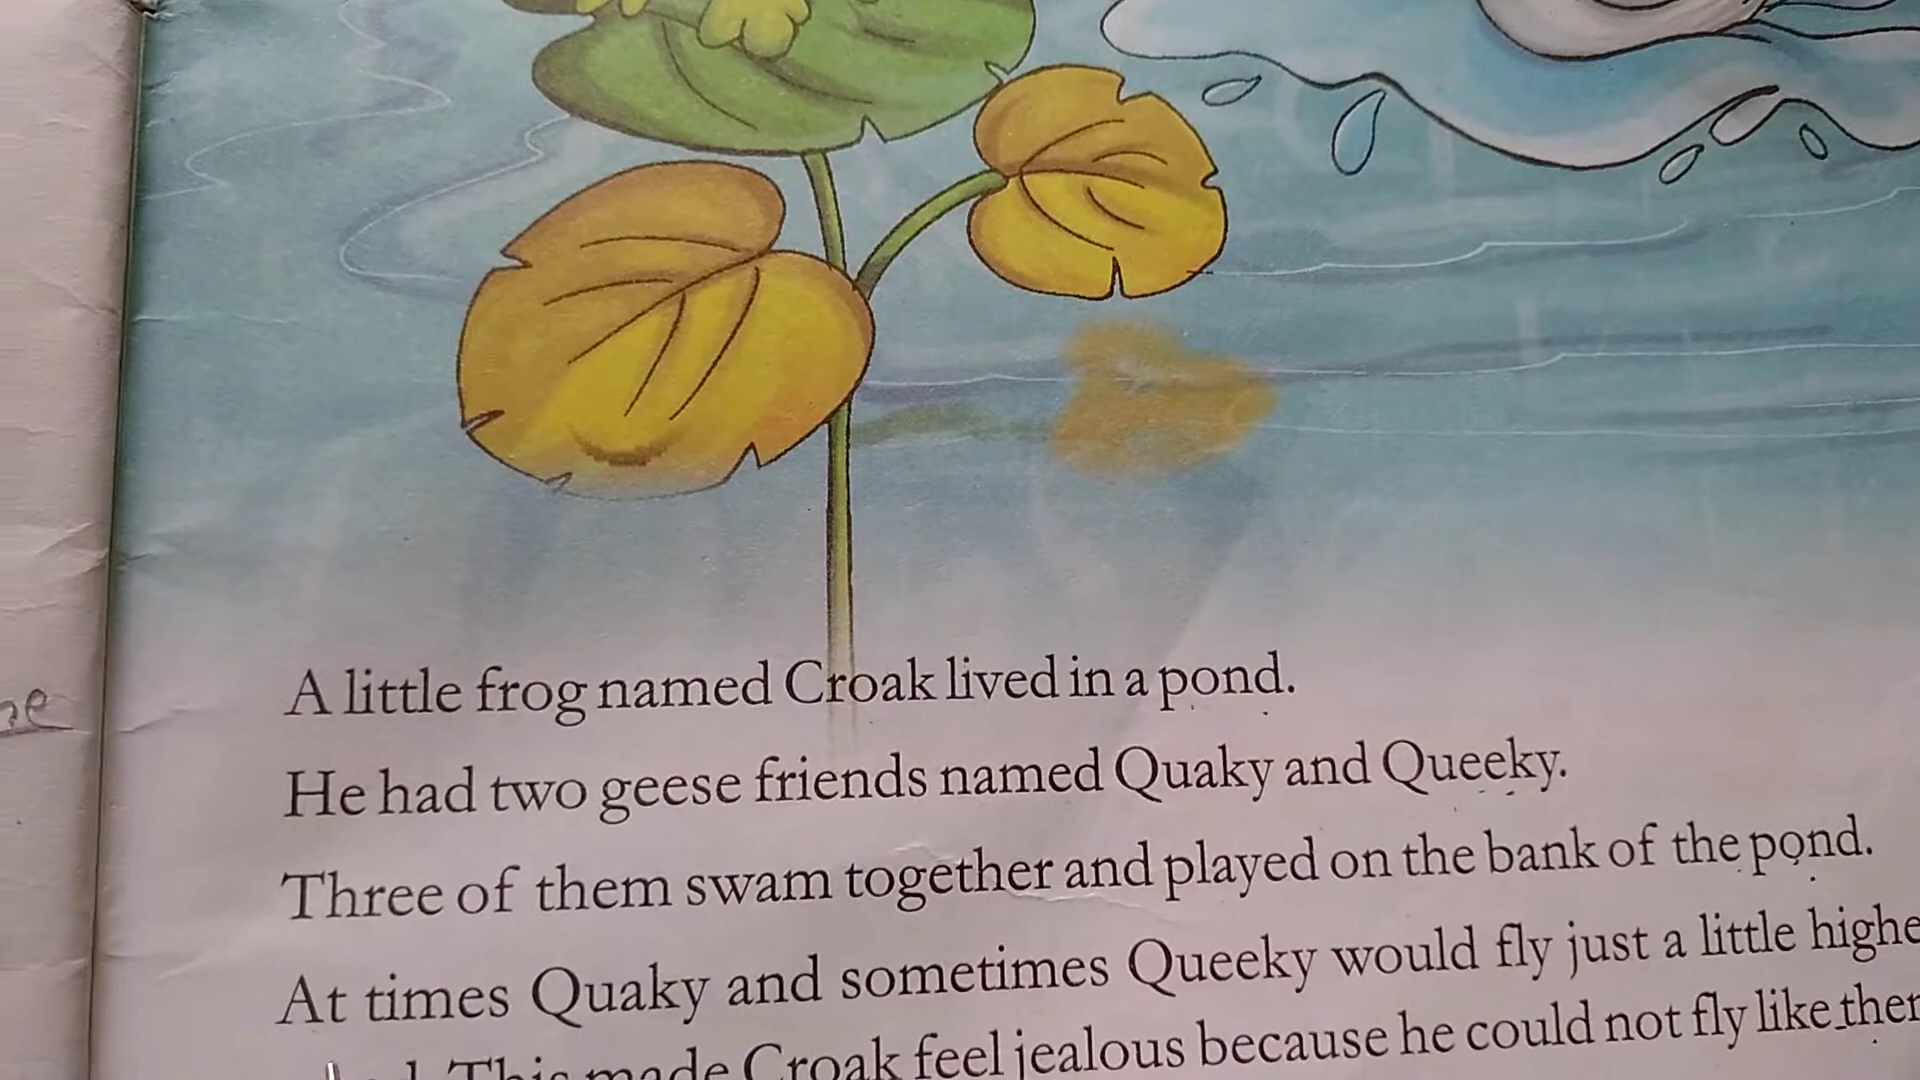 A little frog named Croak lived in a pond.
He had two geese friends named Quaky and Queeky.
Three of them swam together and played on the bank of the pond.
At times Quaky and sometimes Queeky would fly just a little
This made Croak feel jealous because he could not fly like